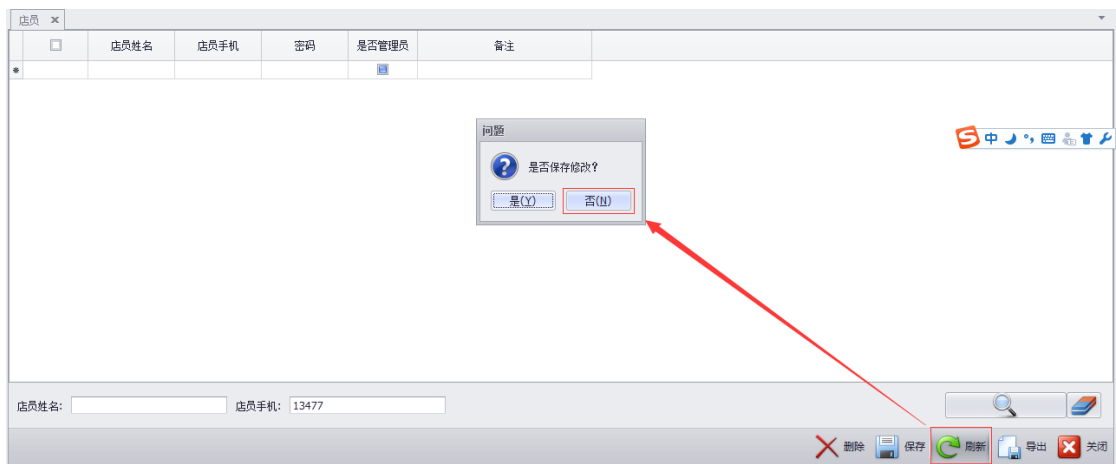 店员
店员姓名 店员手机 密码 是否管理员 备注
*
问题
是否保存修改?
是(Y) 否(N)
中
店员姓名: 店员手机: 13477
删除 保存 刷新 导出 关闭